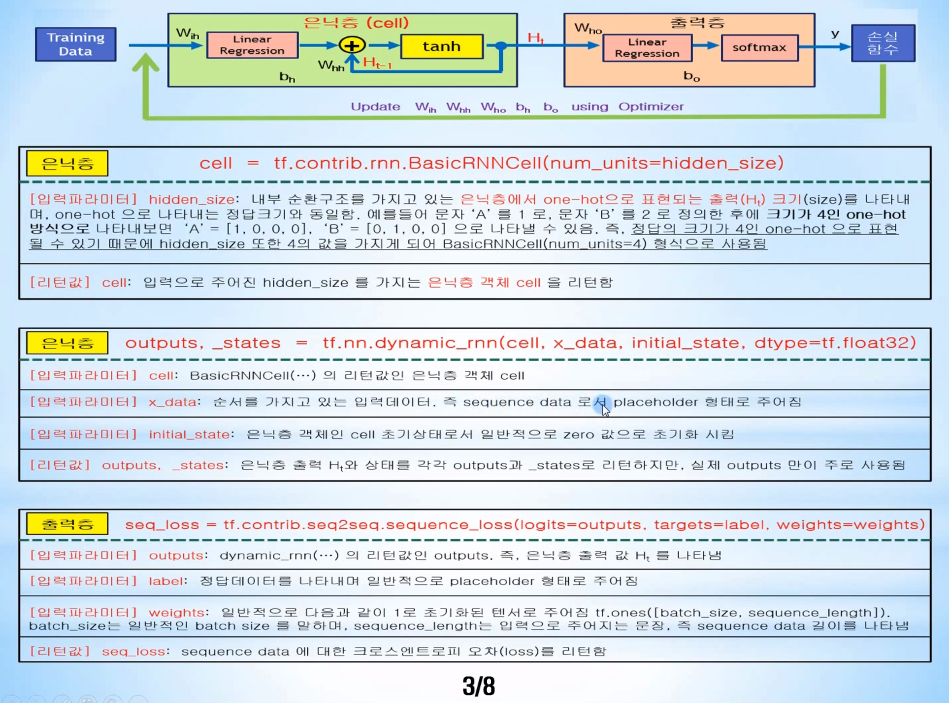 은닉층 (cell)
출력층
Training
Data
W_ih
Linear
Regression
+
tanh
W_hh
H_t-1
b_h
H_t
W_ho
Linear
Regression
softmax
b_o
y
손실
함수
Update W_ih W_hh W_ho b_h b_o using Optimizer
은닉층
cell = tf.contrib.rnn.BasicRNNCell(num_units=hidden_size)
[입력파라미터] hidden_size: 내부 순환구조를 가지고 있는 은닉층에서 one-hot으로 표현되는 출력(H_t) 크기(size)를 나타내
며, one-hot 으로 나타내는 정답크기와 동일함. 예를들어 문자 ‘A’ 를 1 로, 문자 ‘B’ 를 2 로 정의한 후에 크기가 4인 one-hot
방식으로 나타내보면 ‘A’ = [1, 0, 0, 0], ‘B’ = [0, 1, 0, 0] 으로 나타낼 수 있음. 즉, 정답의 크기가 4인 one-hot 으로 표현
될 수 있기 때문에 hidden_size 또한 4의 값을 가지게 되어 BasicRNNCell(num_units=4) 형식으로 사용됨
[리턴값] cell: 입력으로 주어진 hidden_size 를 가지는 은닉층 객체 cell 을 리턴함
은닉층
outputs, _states = tf.nn.dynamic_rnn(cell, x_data, initial_state, dtype=tf.float32)
[입력파라미터] cell: BasicRNNCell(…) 의 리턴값인 은닉층 객체 cell
[입력파라미터] x_data: 순서를 가지고 있는 입력데이터, 즉 sequence data 로서 placeholder 형태로 주어짐
[입력파라미터] initial_state: 은닉층 객체인 cell 초기상태로서 일반적으로 zero 값으로 초기화 시킴
[리턴값] outputs, _states: 은닉층 출력 H_t와 상태를 각각 outputs과 _states로 리턴하지만, 실제 outputs 만이 주로 사용됨
출력층
seq_loss = tf.contrib.seq2seq.sequence_loss(logits=outputs, targets=label, weights=weights)
[입력파라미터] outputs: dynamic_rnn(…) 의 리턴값인 outputs, 즉, 은닉층 출력 값 H_t 를 나타냄
[입력파라미터] label: 정답데이터를 나타내며 일반적으로 placeholder 형태로 주어짐
[입력파라미터] weights: 일반적으로 다음과 같이 1로 초기화된 텐서로 주어짐 tf.ones([batch_size, sequence_length]).
batch_size는 일반적인 batch size 를 말하며, sequence_length는 입력으로 주어지는 문장, 즉 sequence data 길이를 나타냄
[리턴값] seq_loss: sequence data 에 대한 크로스엔트로피 오차(loss)를 리턴함
3/8